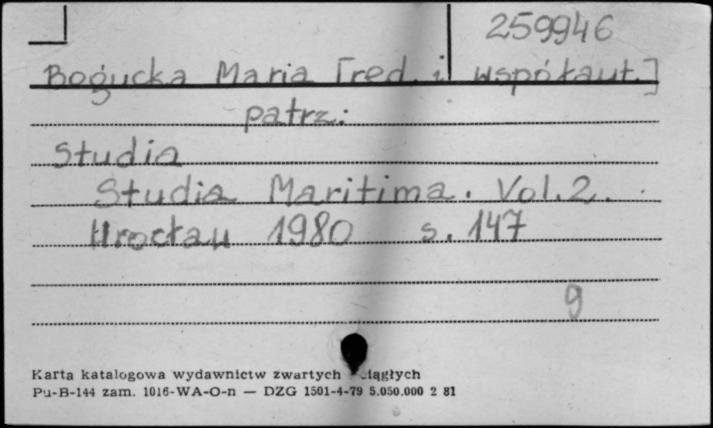 259946
Bogucka Maria [red. i współaut.]
patrz:
Studia
Studia Maritima. Vol. 2.
Wrocław 1980 s. 147
9
Karta katalogowa wydawnictw zwartych ciągłych
Pu-B-144 zam. 1016-WA-O-n — DZG 1501-4-79 5.050.000 2 81